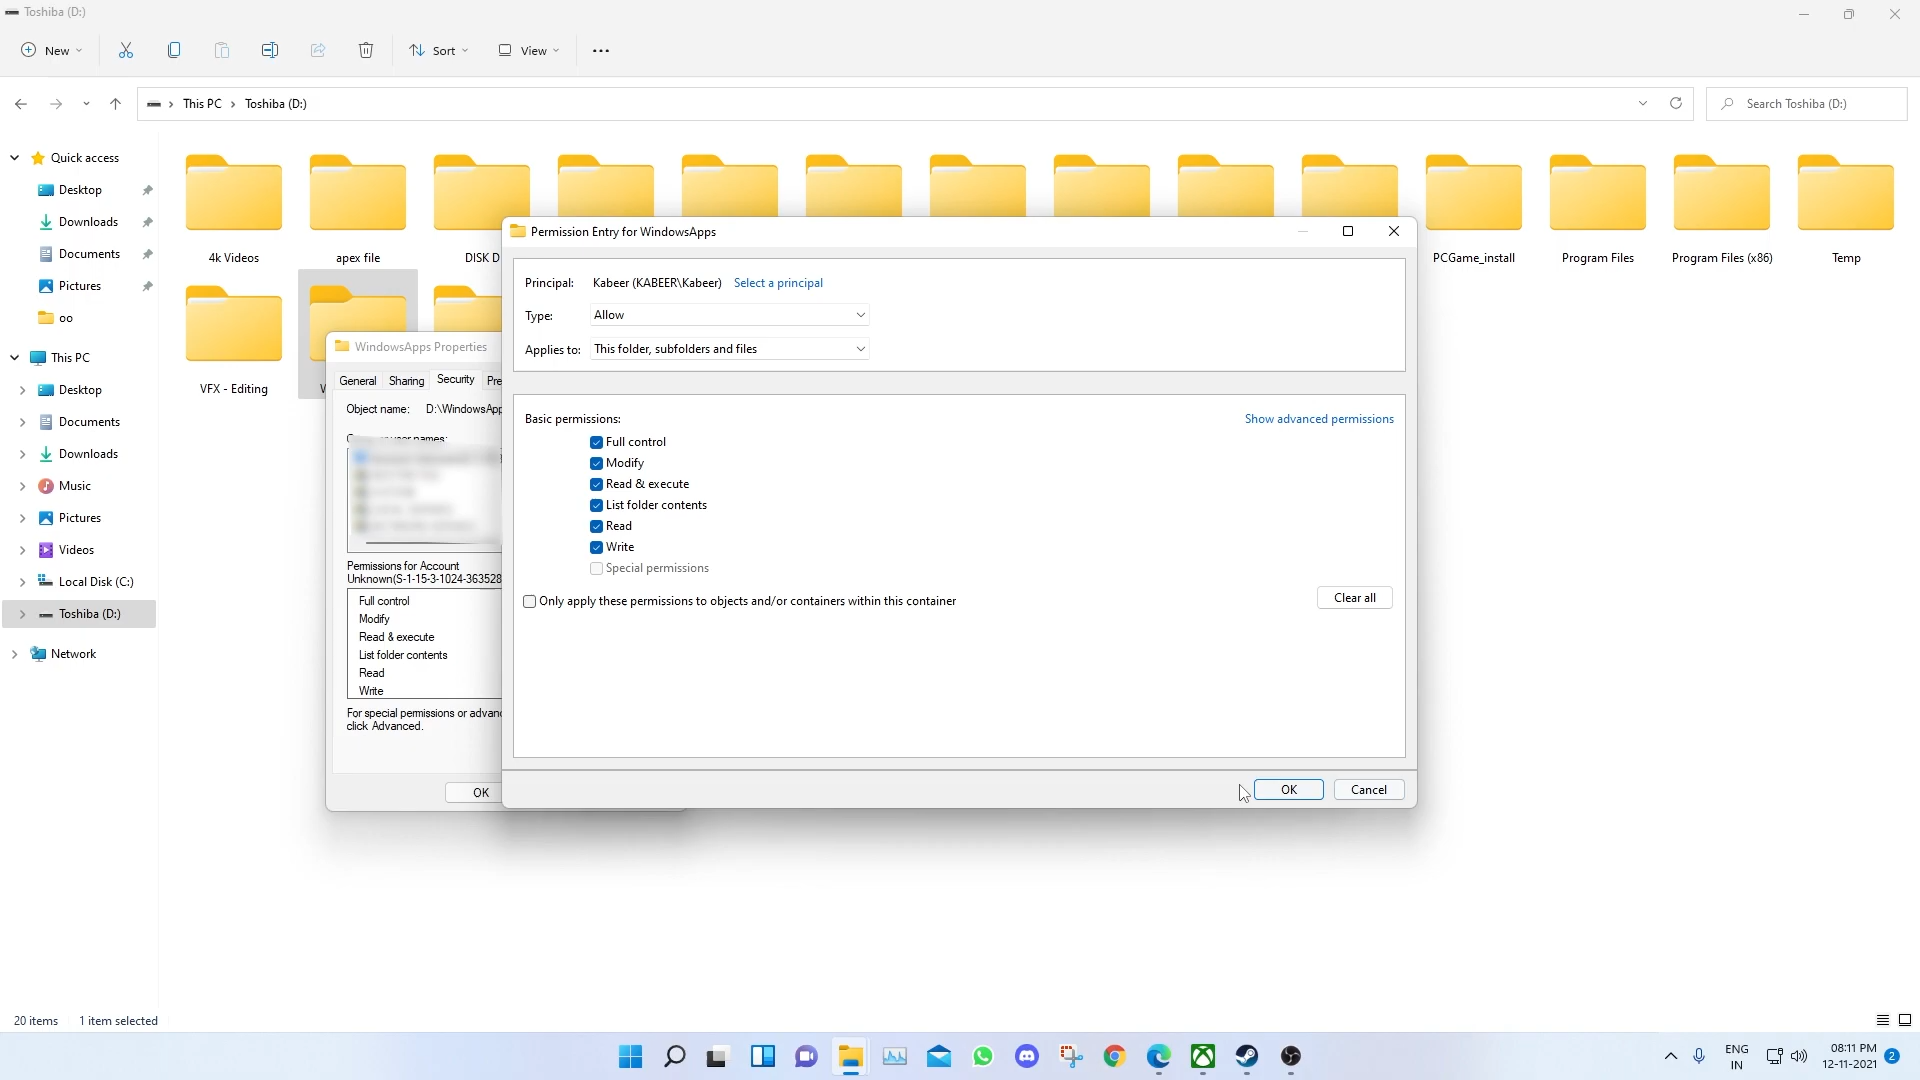 Toshiba (D:)
New
Sort
View
This PC
Toshiba (D:)
Search Toshiba (D:)
Quick access
Desktop
Downloads
Documents
Pictures
oo
This PC
Desktop
Documents
Downloads
Music
Pictures
Videos
Local Disk (C:)
Toshiba (D:)
Network
4k Videos
apex file
DISK D
PCGame_install
Program Files
Program Files (x86)
Temp
VFX - Editing
WindowsApps Properties
General
Sharing
Security
Pre
Object name: D:\WindowsApp
Permissions for Account
Unknown(S-1-15-3-1024-363528
Full control
Modify
Read & execute
List folder contents
Read
Write
For special permissions or advanc
click Advanced.
OK
Permission Entry for WindowsApps
Principal: Kabeer (KABEER\Kabeer) Select a principal
Type: Allow
Applies to: This folder, subfolders and files
Basic permissions:
Show advanced permissions
Full control
Modify
Read & execute
List folder contents
Read
Write
Special permissions
Only apply these permissions to objects and/or containers within this container
Clear all
OK
Cancel
20 items
1 item selected
ENG
IN
08:11 PM
12-11-2021
2